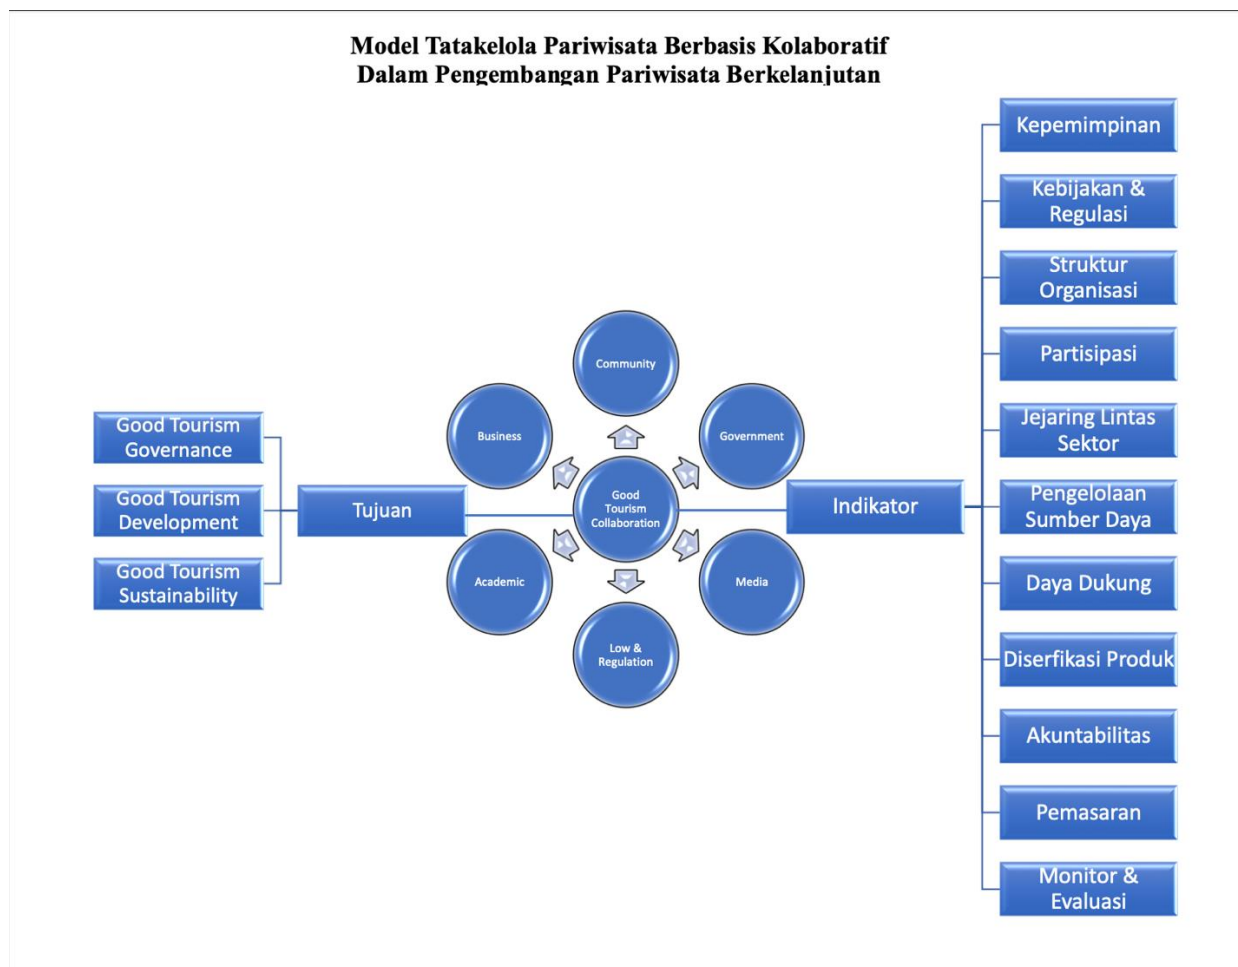 Model Tatakelola Pariwisata Berbasis Kolaboratif
Dalam Pengembangan Pariwisata Berkelanjutan
Good Tourism
Governance
Good Tourism
Development
Good Tourism
Sustainability
Tujuan
Community
Business
Government
Good
Tourism
Collaboration
Academic
Media
Low &
Regulation
Indikator
Kepemimpinan
Kebijakan &
Regulasi
Struktur
Organisasi
Partisipasi
Jejaring Lintas
Sektor
Pengelolaan
Sumber Daya
Daya Dukung
Diserfikasi Produk
Akuntabilitas
Pemasaran
Monitor &
Evaluasi